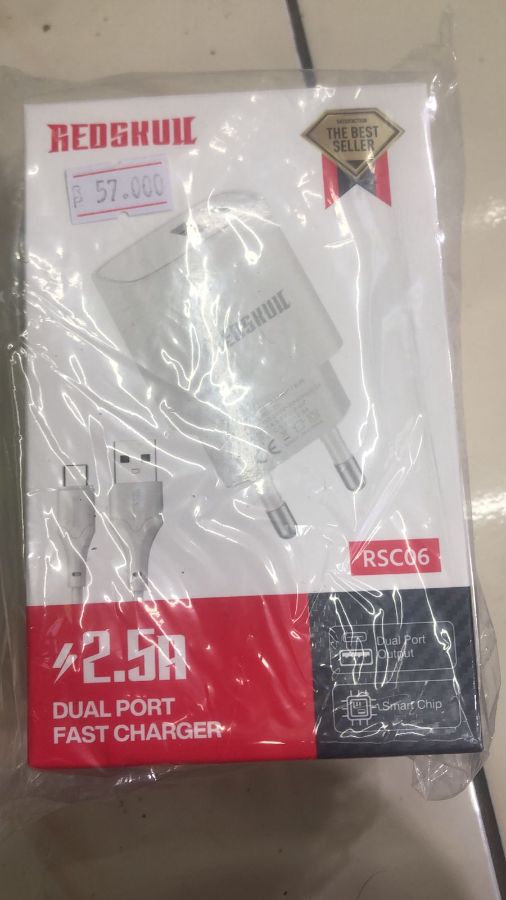 REDSKULL
SATISFACTION
THE BEST
SELLER
RP 57.000
REDSKULL
CE
RSC06
2.5A
DUAL PORT
FAST CHARGER
Dual Port
Output
Smart Chip